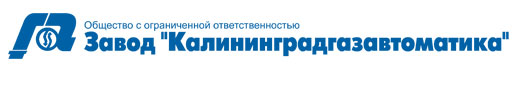 Общество с ограниченной ответственностью
Завод "Калининградгазавтоматика"